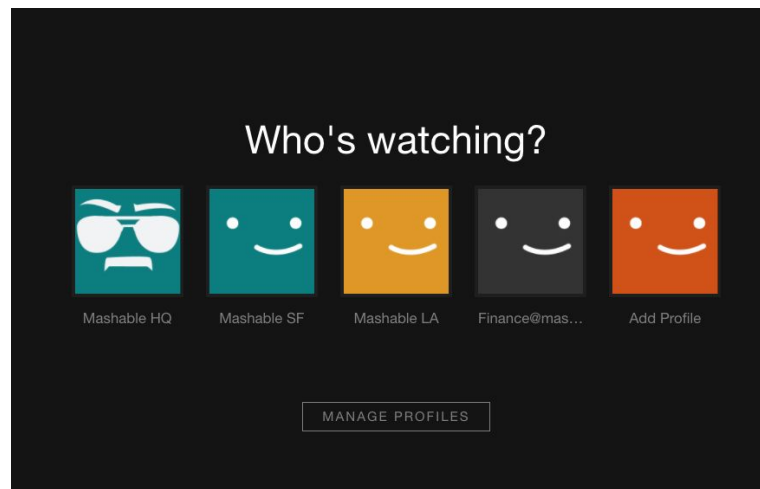 Who's watching?
Mashable HQ Mashable SF Mashable LA Finance@mas... Add Profile
MANAGE PROFILES